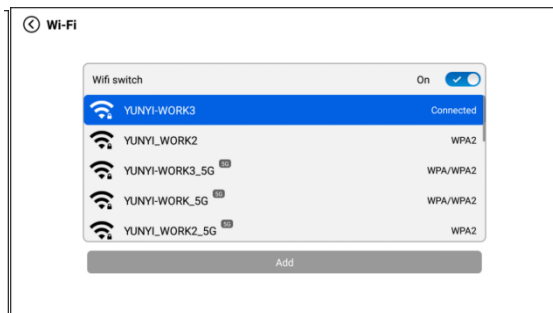 Wi-Fi
Wifi switch On
YUNYI-WORK3 Connected
YUNYI_WORK2 WPA2
YUNYI-WORK3_5G 5G WPA/WPA2
YUNYI-WORK_5G 5G WPA/WPA2
YUNYI_WORK2_5G 5G WPA2
Add